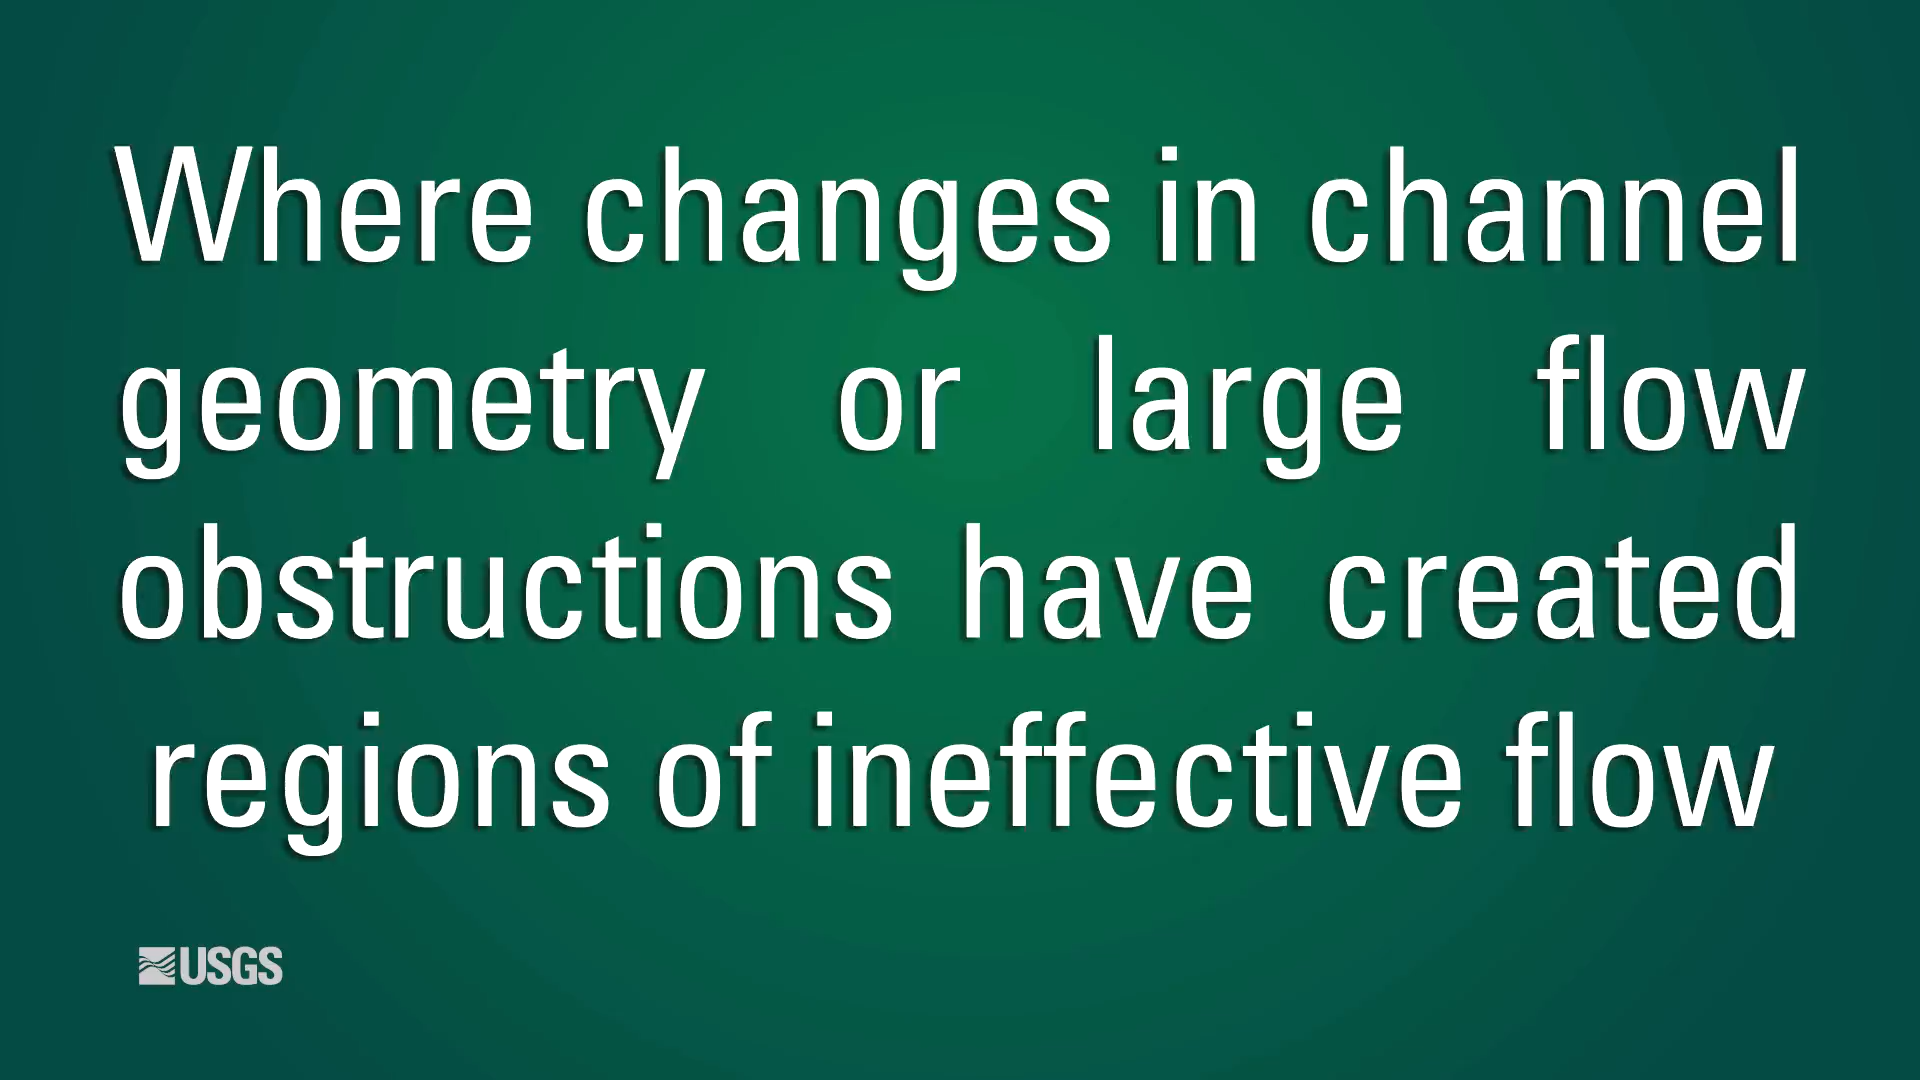 Where changes in channel
geometry or large flow
obstructions have created
regions of ineffective flow
USGS